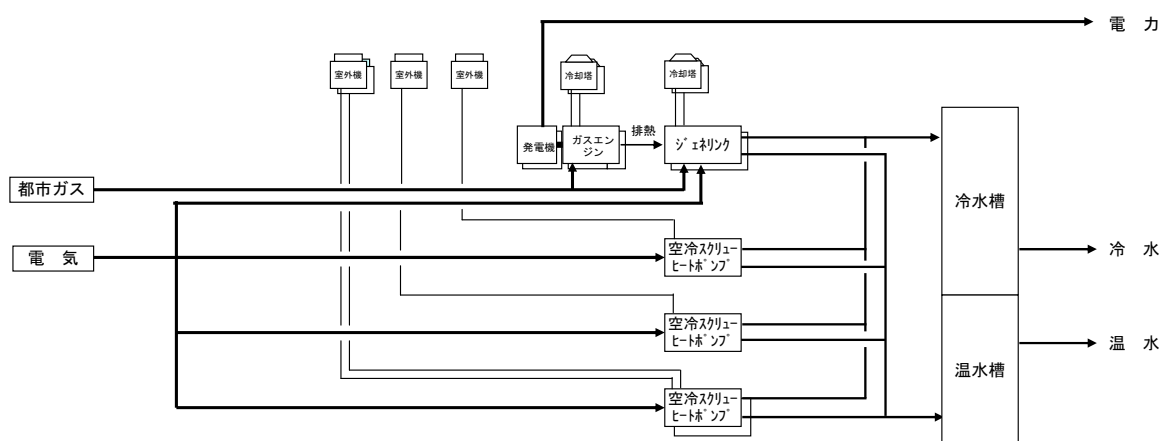 電 力
室外機
室外機
室外機
冷却塔
冷却塔
発電機
ガスエン
ジン
排熱
ジェネリンク
都市ガス
電 気
空冷スクリュー
ヒートポンプ
空冷スクリュー
ヒートポンプ
空冷スクリュー
ヒートポンプ
冷水槽
冷 水
温水槽
温 水